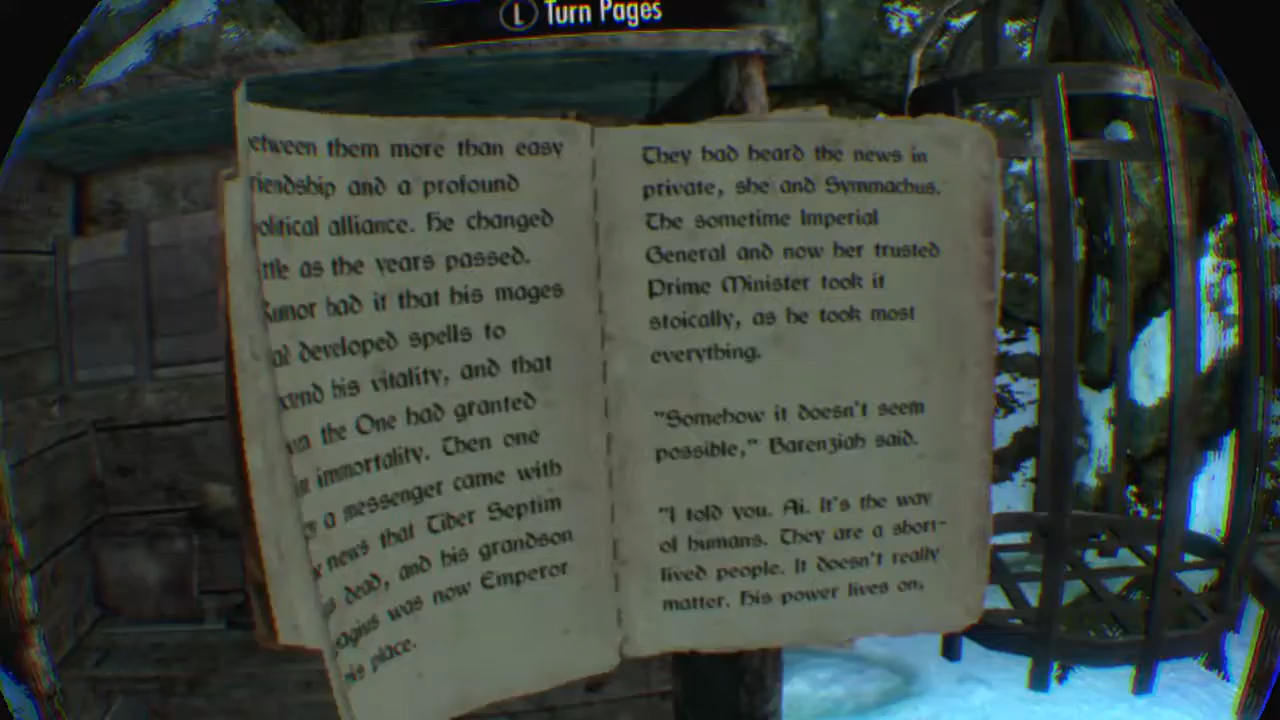 L Turn Pages
etween them more than easy
riendship and a profound
olitical alliance. He changed
ttle as the years passed.
Rumor had it that his mages
ad developed spells to
xtend his vitality, and that
en the One had granted
immortality. Then one
a messenger came with
news that Tiber Septim
dead, and his grandson
agius was now Emperor
his place.
They had heard the news in
private, she and Symmachus.
The sometime Imperial
General and now her trusted
Prime Minister took it
stoically, as he took most
everything.
"Somehow it doesn't seem
possible," Barenziah said.
"I told you. Ai. It's the way
of humans. They are a short-
lived people. It doesn't really
matter. His power lives on,